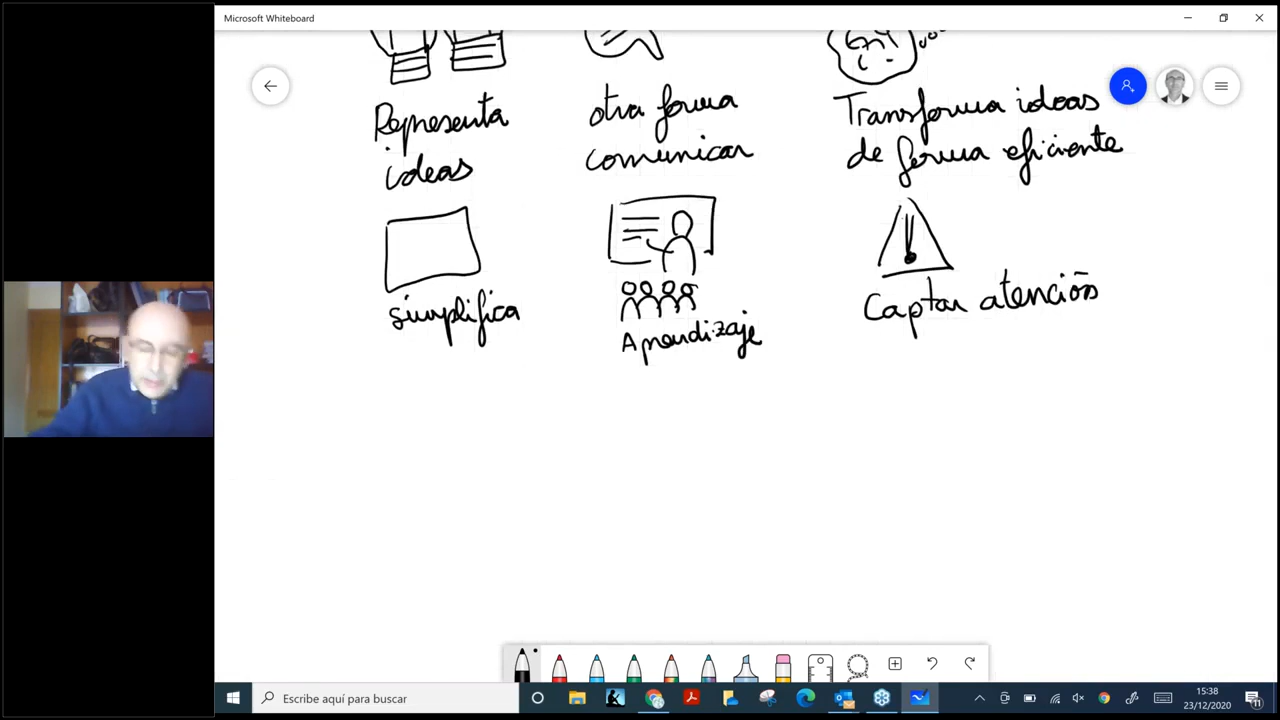 Microsoft Whiteboard
Representa
ideas
otra forma
comunicar
Transforma ideas
de forma eficiente
simplifica
Aprendizaje
Captar atención
Escribe aquí para buscar
15:38
23/12/2020
11